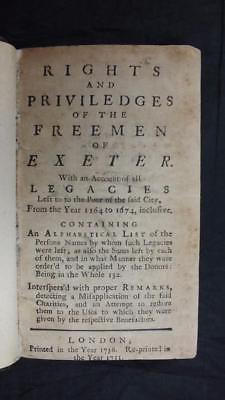 RIGHTS
AND
PRIVILEDGES
OF THE
FREEMEN
OF
EXETER.
With an Account of all
LEGACIES
Left to to the Poor of the said City,
From the Year 1164 to 1674, inclusive.
CONTAINING
An ALPHABETICAL LIST of the
Persons Names by whom such Legacies
were left; as also the Sums left by each
of them, and in what Manner they were
order'd to be applied by the Donors:
Being in the Whole 132.
Interspers'd with proper REMARKS,
detecting a Misapplication of the said
Charities, and an Attempt to restore
them to the Uses to which they were
given by the respective Benefactors.
LONDON,
Printed in the Year 1736. Re-printed in
the Year